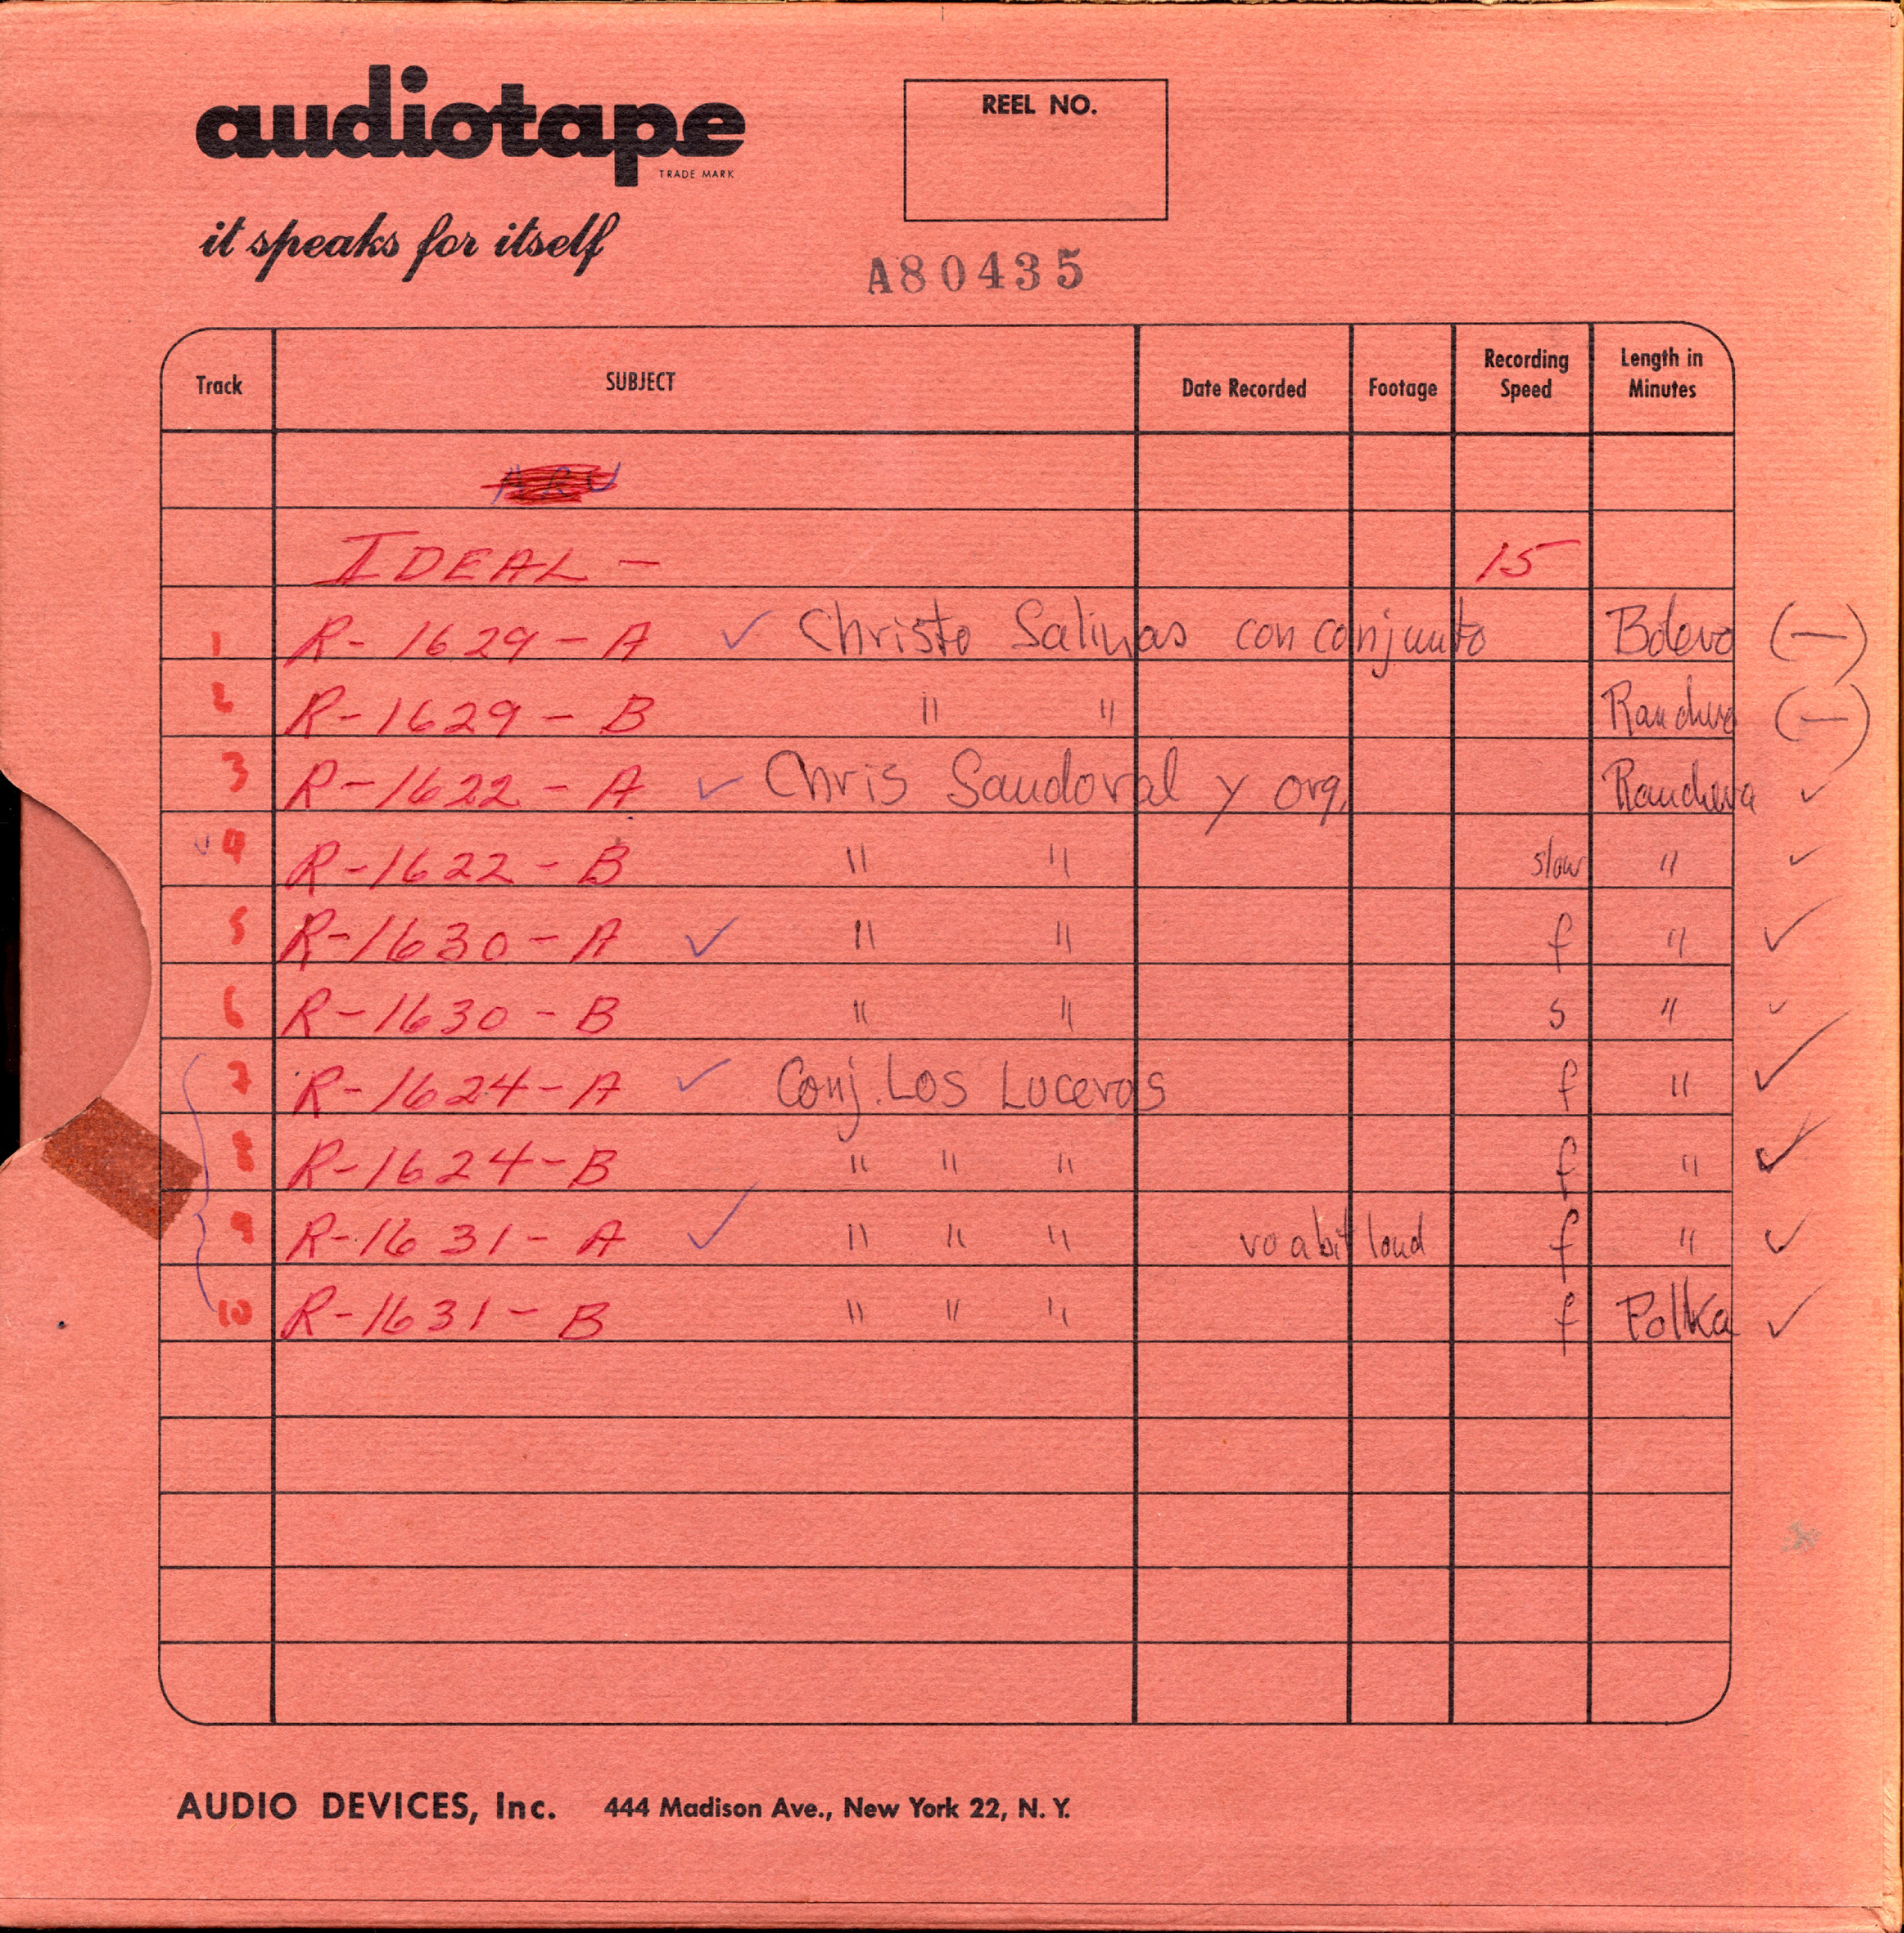 audiotape
TRADE MARK
it speaks for itself
REEL NO.
A80435
Track SUBJECT Date Recorded Footage Recording Speed Length in Minutes
IDEAL - 15
1 R-1629-A ✓ Christo Salinas con conjunto Bolero (—)
2 R-1629-B " " Ranchera (—)
3 R-1622-A ✓ Chris Sandoval y orq. Ranchera ✓
✓ 4 R-1622-B " " slow " ✓
5 R-1630-A ✓ " " f " ✓
6 R-1630-B " " s " ✓
7 R-1624-A ✓ Conj. Los Luceros f " ✓
8 R-1624-B " " " f " ✓
9 R-1631-A ✓ " " " vo a bit loud f " ✓
10 R-1631-B " " " f Polka ✓
AUDIO DEVICES, Inc. 444 Madison Ave., New York 22, N. Y.